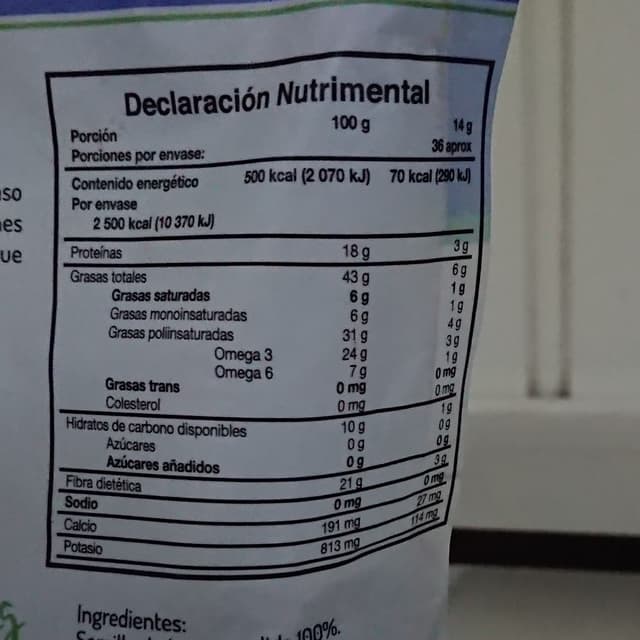 Declaración Nutrimental
Porción 100 g 14 g
Porciones por envase: 36 aprox
Contenido energético 500 kcal (2 070 kJ) 70 kcal (290 kJ)
Por envase
2 500 kcal (10 370 kJ)
Proteínas 18 g 3 g
Grasas totales 43 g 6 g
Grasas saturadas 6 g 1 g
Grasas monoinsaturadas 6 g 1 g
Grasas poliinsaturadas 31 g 4 g
Omega 3 24 g 3 g
Omega 6 7 g 1 g
Grasas trans 0 mg 0 mg
Colesterol 0 mg 0 mg
Hidratos de carbono disponibles 10 g 1 g
Azúcares 0 g 0 g
Azúcares añadidos 0 g 0 g
Fibra dietética 21 g 3 g
Sodio 0 mg 0 mg
Calcio 191 mg 27 mg
Potasio 813 mg 114 mg
Ingredientes:
100%.